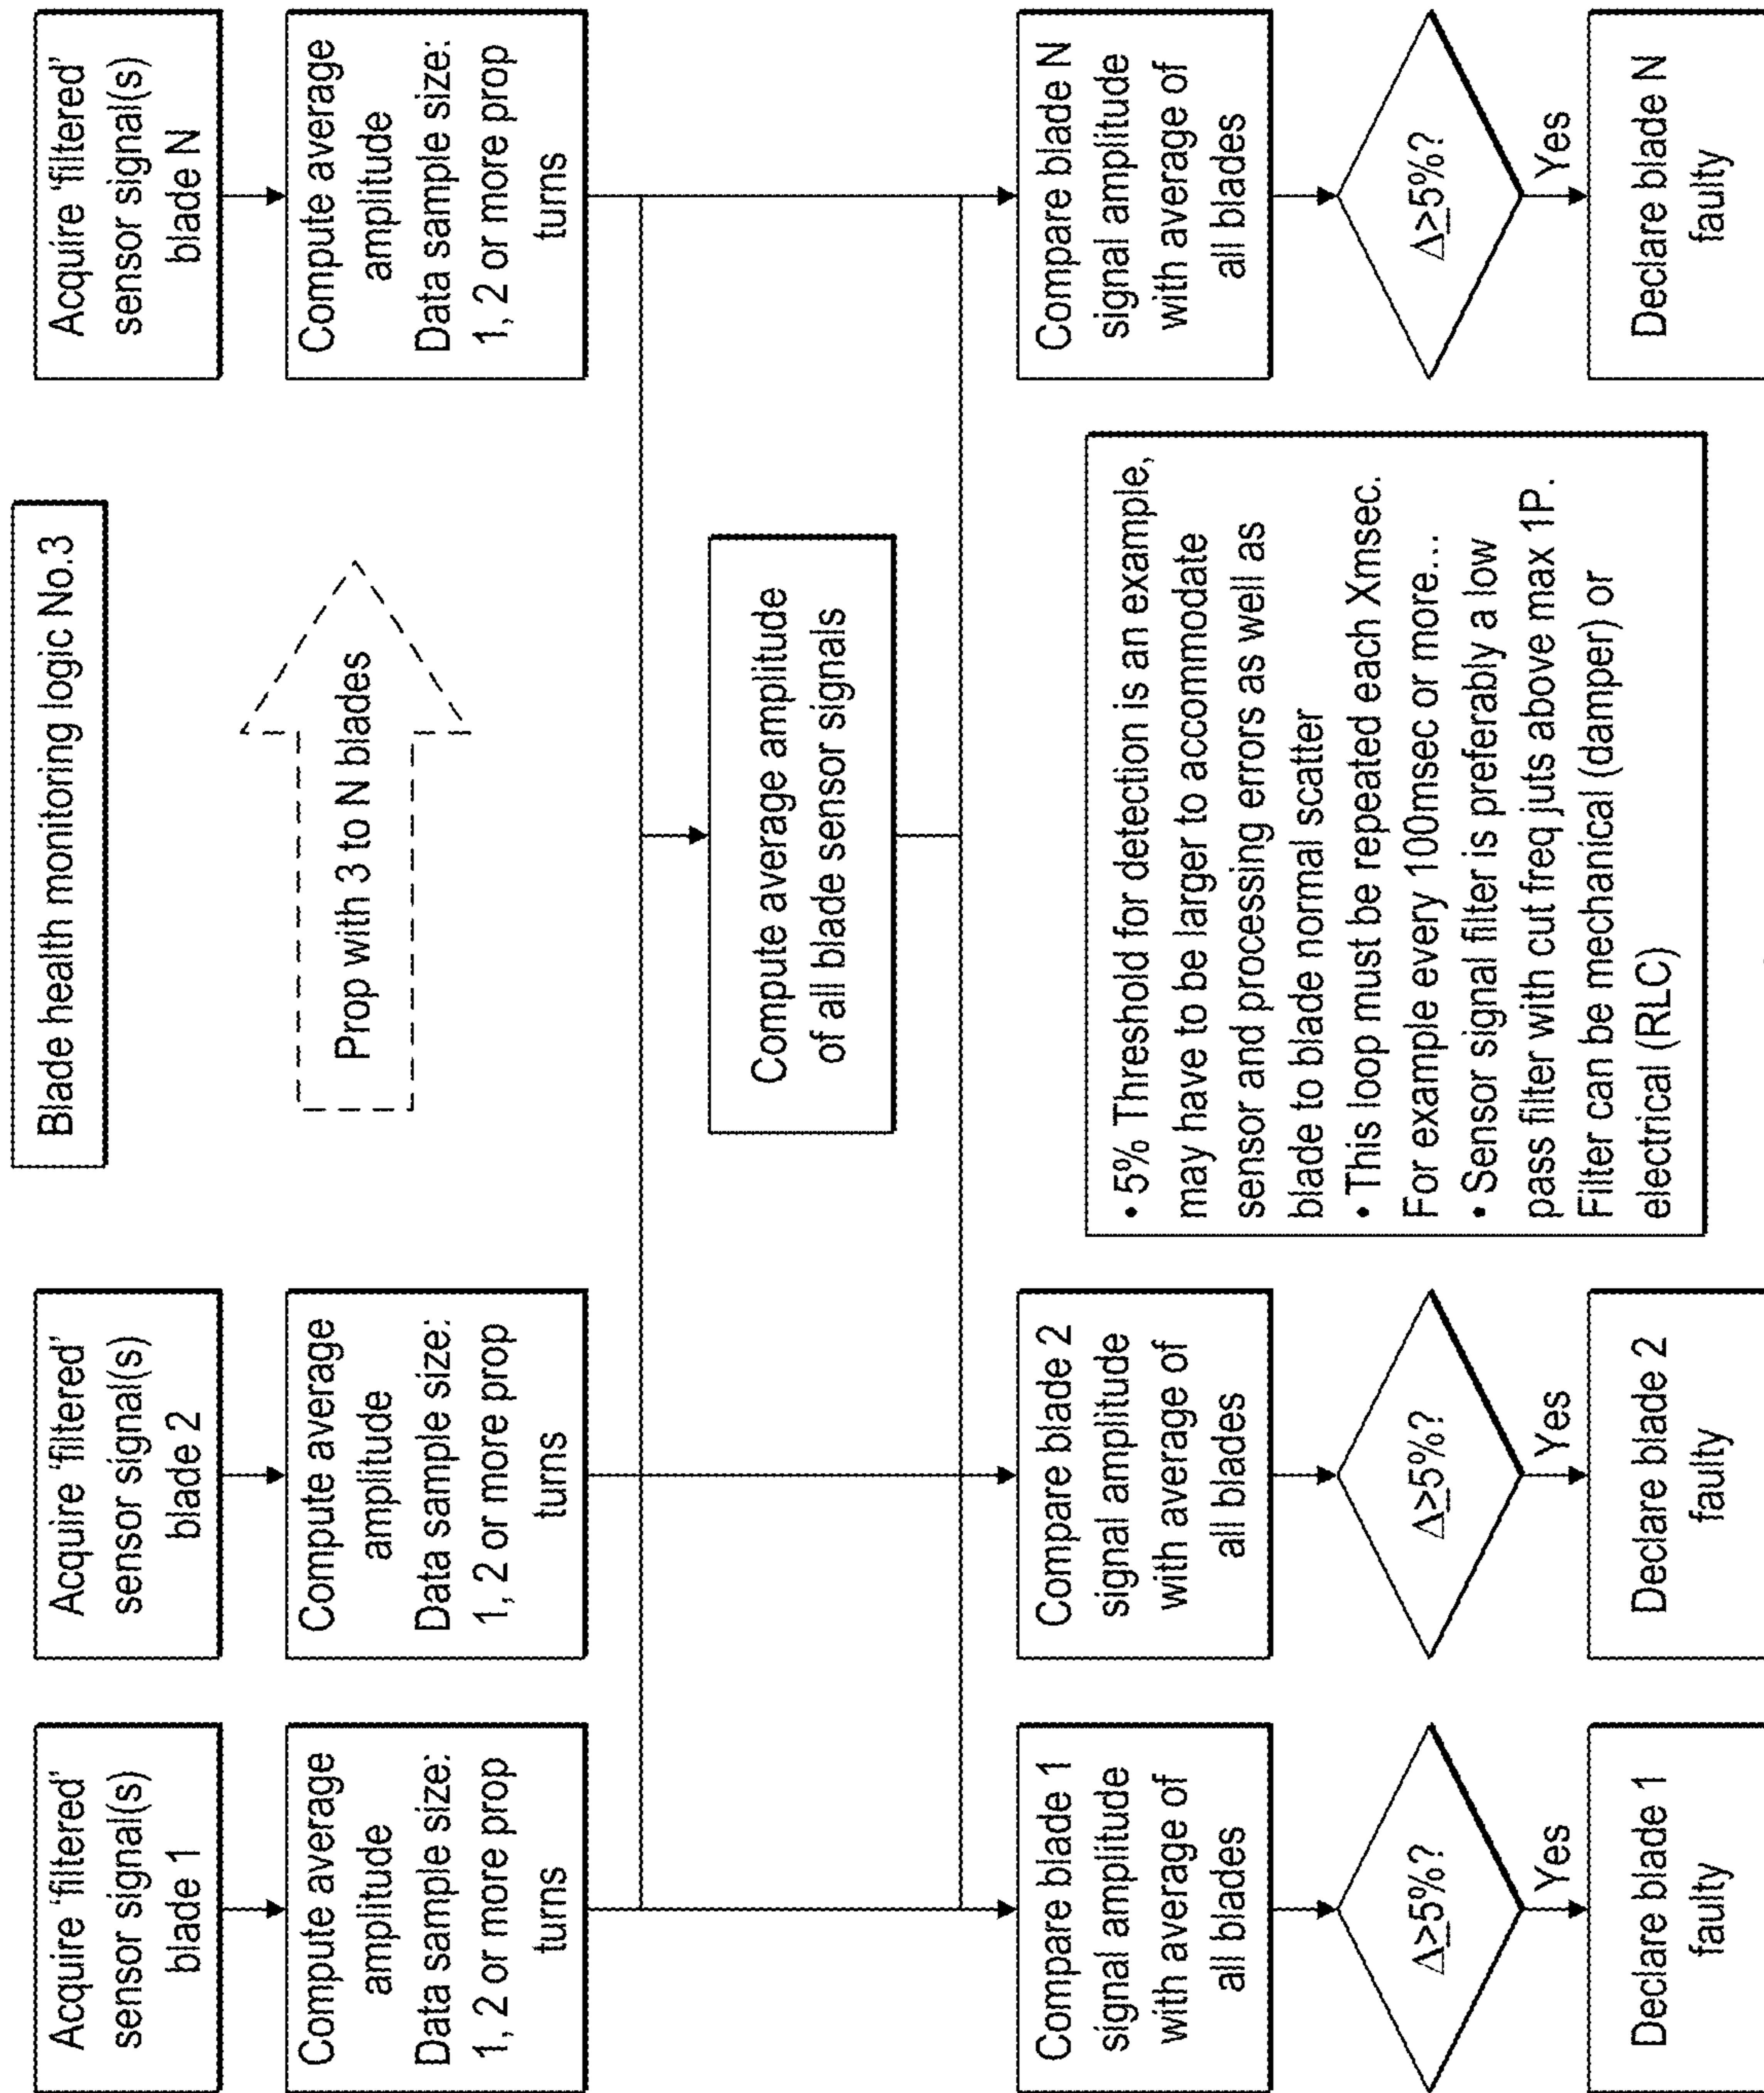 Blade health monitoring logic No.3
Prop with 3 to N blades
Acquire ‘filtered’
sensor signal(s)
blade 1
Acquire ‘filtered’
sensor signal(s)
blade 2
Acquire ‘filtered’
sensor signal(s)
blade N
Compute average
amplitude
Data sample size:
1, 2 or more prop
turns
Compute average
amplitude
Data sample size:
1, 2 or more prop
turns
Compute average
amplitude
Data sample size:
1, 2 or more prop
turns
Compute average amplitude
of all blade sensor signals
Compare blade 1
signal amplitude
with average of
all blades
Compare blade 2
signal amplitude
with average of
all blades
Compare blade N
signal amplitude
with average of
all blades
Δ≥5%?
Δ≥5%?
Δ≥5%?
Yes
Yes
Yes
Declare blade 1
faulty
Declare blade 2
faulty
Declare blade N
faulty
• 5% Threshold for detection is an example,
may have to be larger to accommodate
sensor and processing errors as well as
blade to blade normal scatter
• This loop must be repeated each Xmsec.
For example every 100msec or more...
• Sensor signal filter is preferably a low
pass filter with cut freq juts above max 1P.
Filter can be mechanical (damper) or
electrical (RLC)